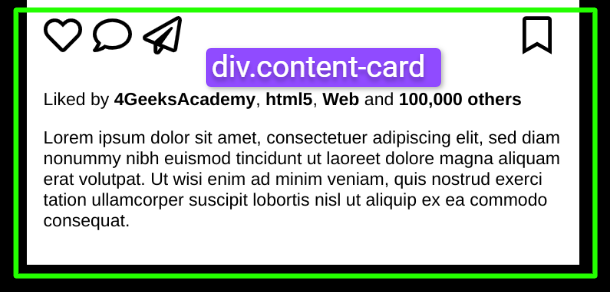 div.content-card
Liked by 4GeeksAcademy, html5, Web and 100,000 others
Lorem ipsum dolor sit amet, consectetuer adipiscing elit, sed diam
nonummy nibh euismod tincidunt ut laoreet dolore magna aliquam
erat volutpat. Ut wisi enim ad minim veniam, quis nostrud exerci
tation ullamcorper suscipit lobortis nisl ut aliquip ex ea commodo
consequat.